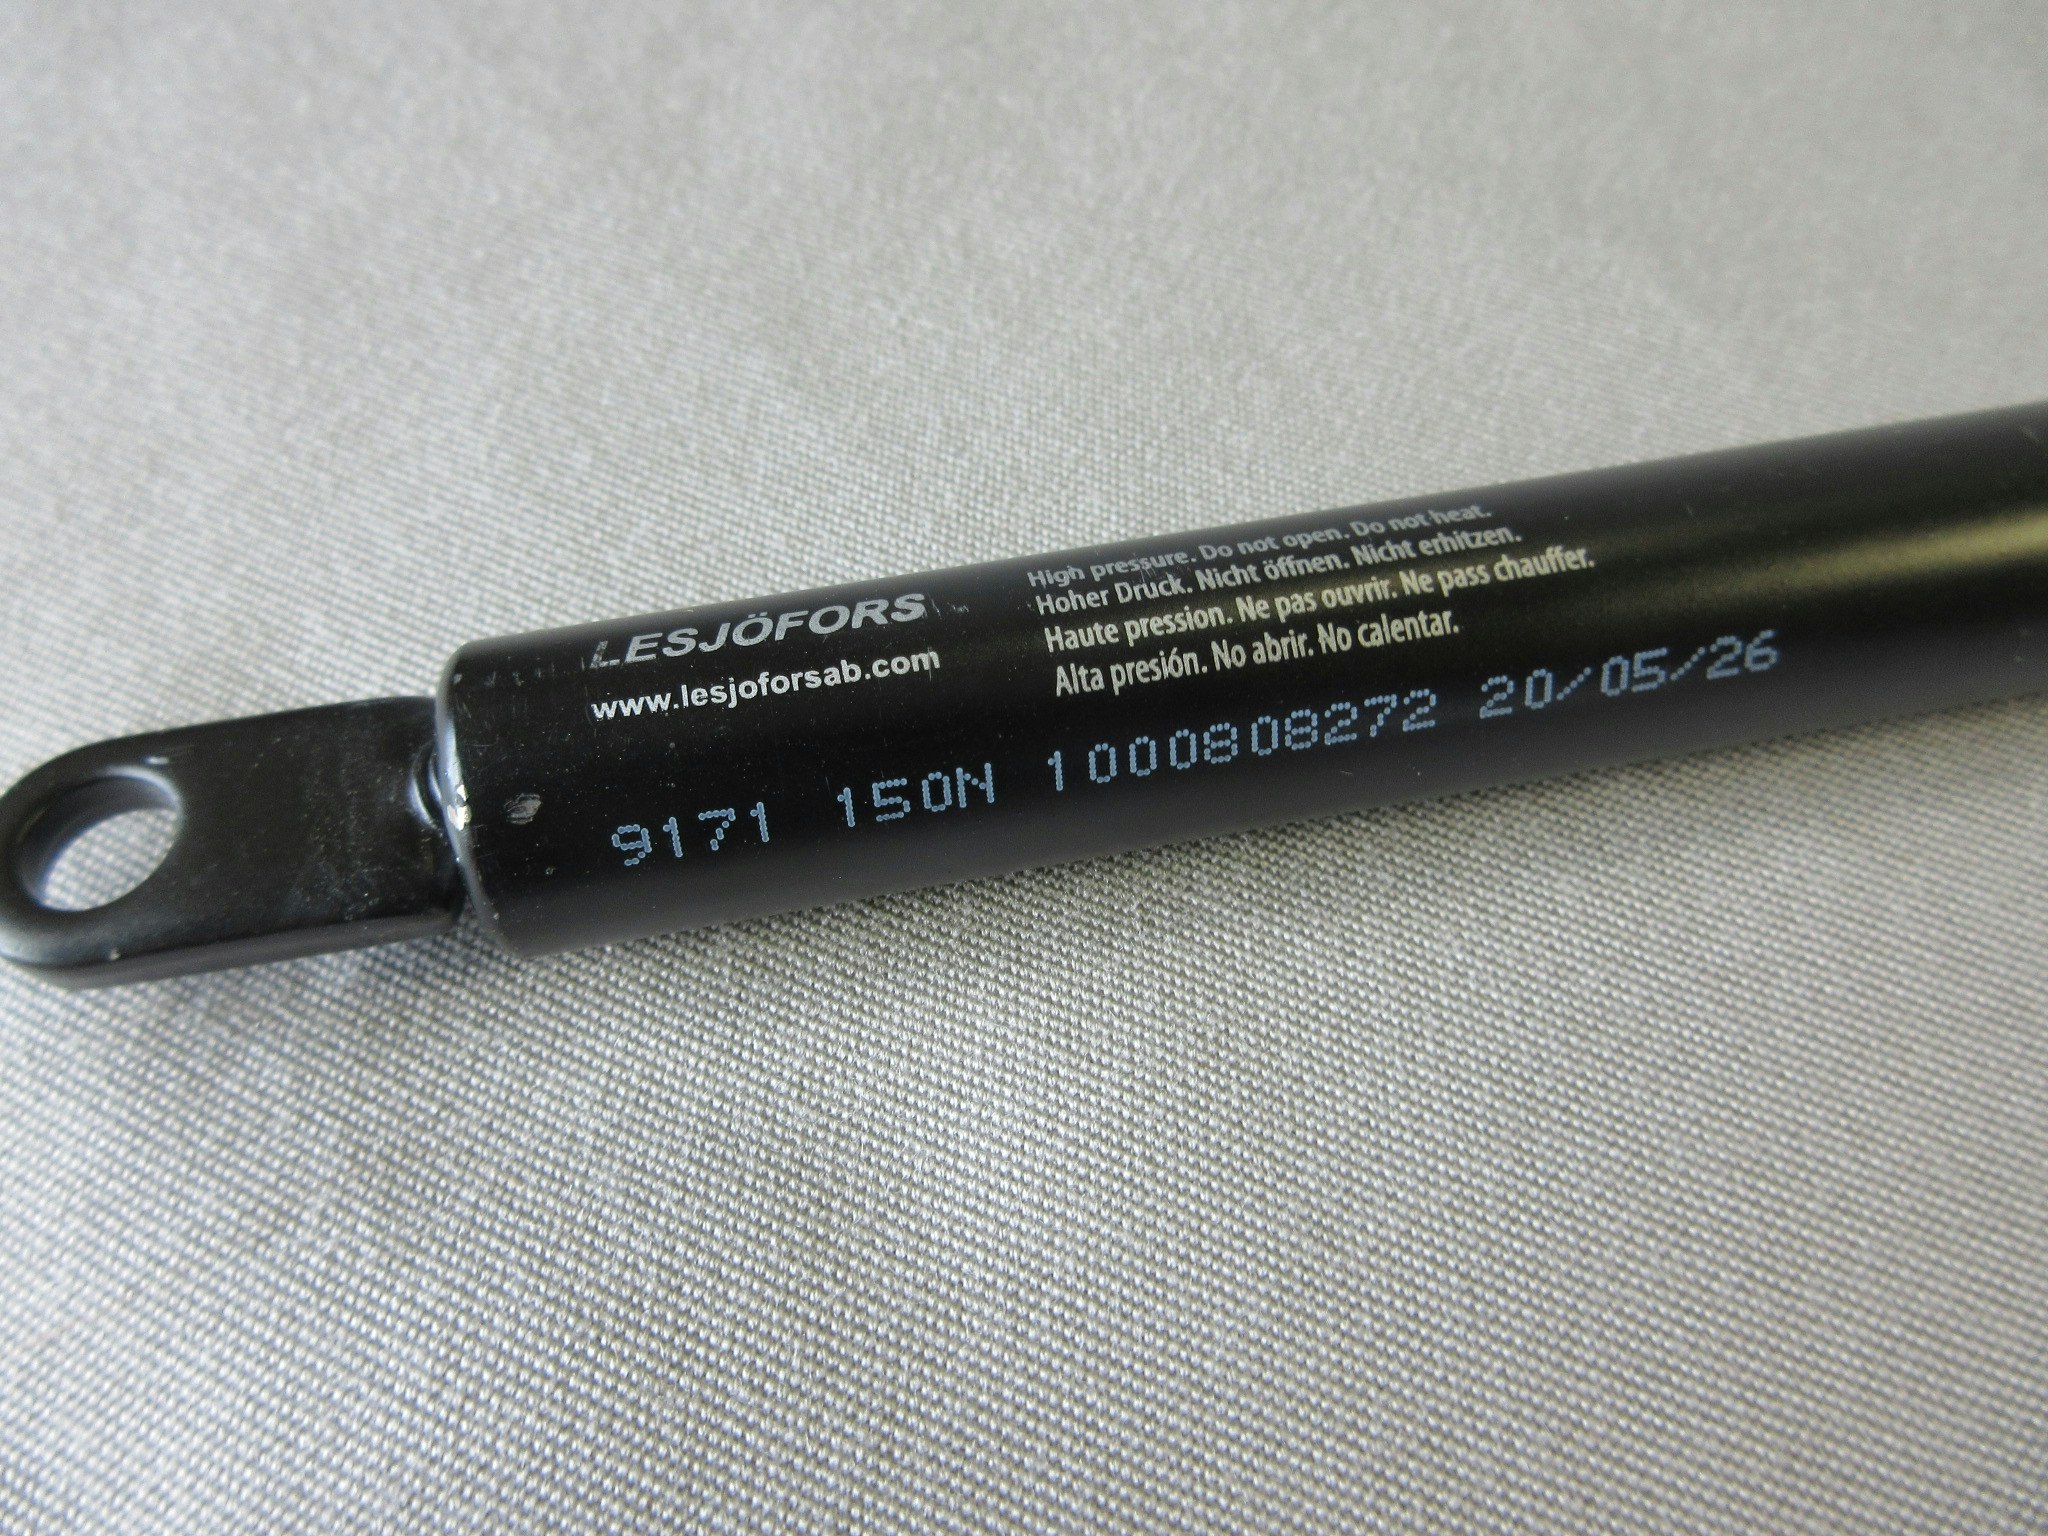 LESJÖFORS
www.lesjoforsab.com
High pressure. Do not open. Do not heat.
Hoher Druck. Nicht öffnen. Nicht erhitzen.
Haute pression. Ne pas ouvrir. Ne pass chauffer.
Alta presión. No abrir. No calentar.
9171 150N 1000808272 20/05/26